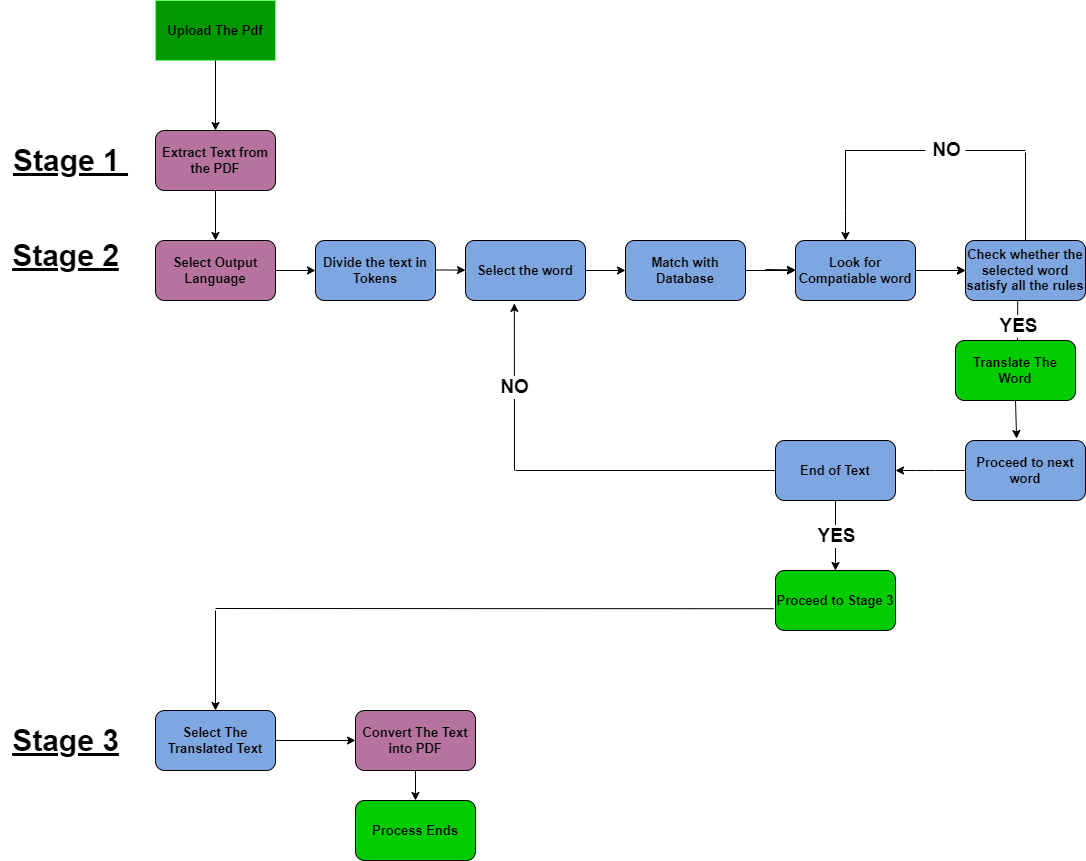 Upload The Pdf
Stage 1
Extract Text from
the PDF
NO
Stage 2
Select Output
Language
Divide the text in
Tokens
Select the word
Match with
Database
Look for
Compatiable word
Check whether the
selected word
satisfy all the rules
YES
Translate The
Word
NO
End of Text
Proceed to next
word
YES
Proceed to Stage 3
Stage 3
Select The
Translated Text
Convert The Text
into PDF
Process Ends